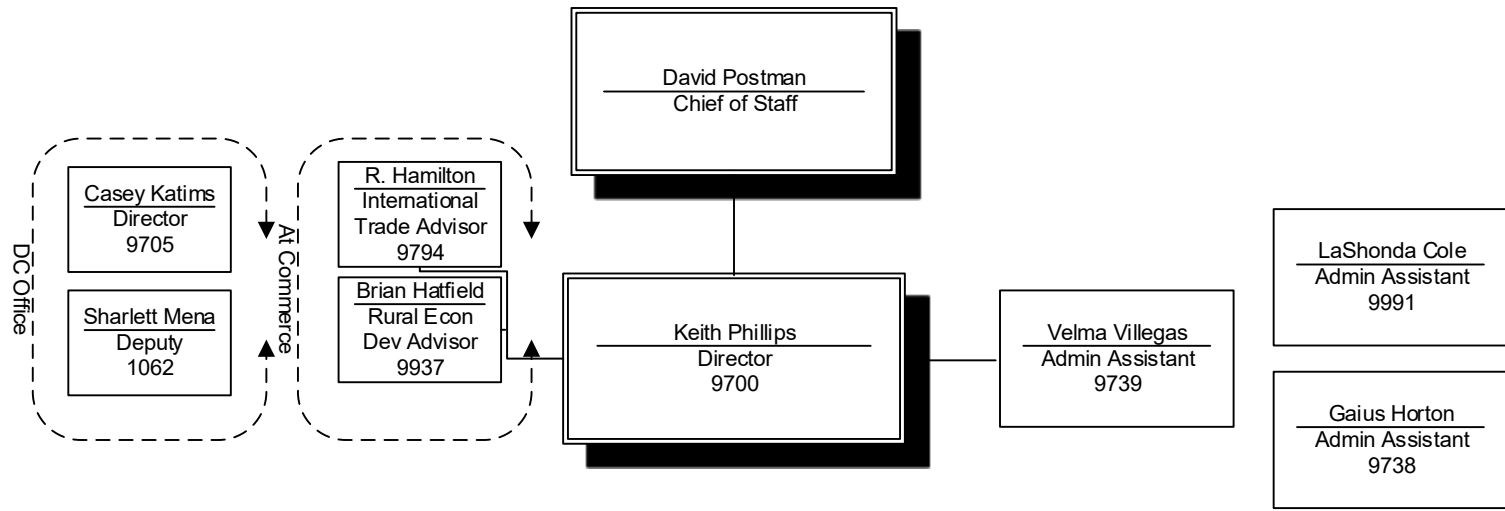 David Postman
Chief of Staff
DC Office
Casey Katims
Director
9705
Sharlett Mena
Deputy
1062
At Commerce
R. Hamilton
International
Trade Advisor
9794
Brian Hatfield
Rural Econ
Dev Advisor
9937
Keith Phillips
Director
9700
Velma Villegas
Admin Assistant
9739
LaShonda Cole
Admin Assistant
9991
Gaius Horton
Admin Assistant
9738